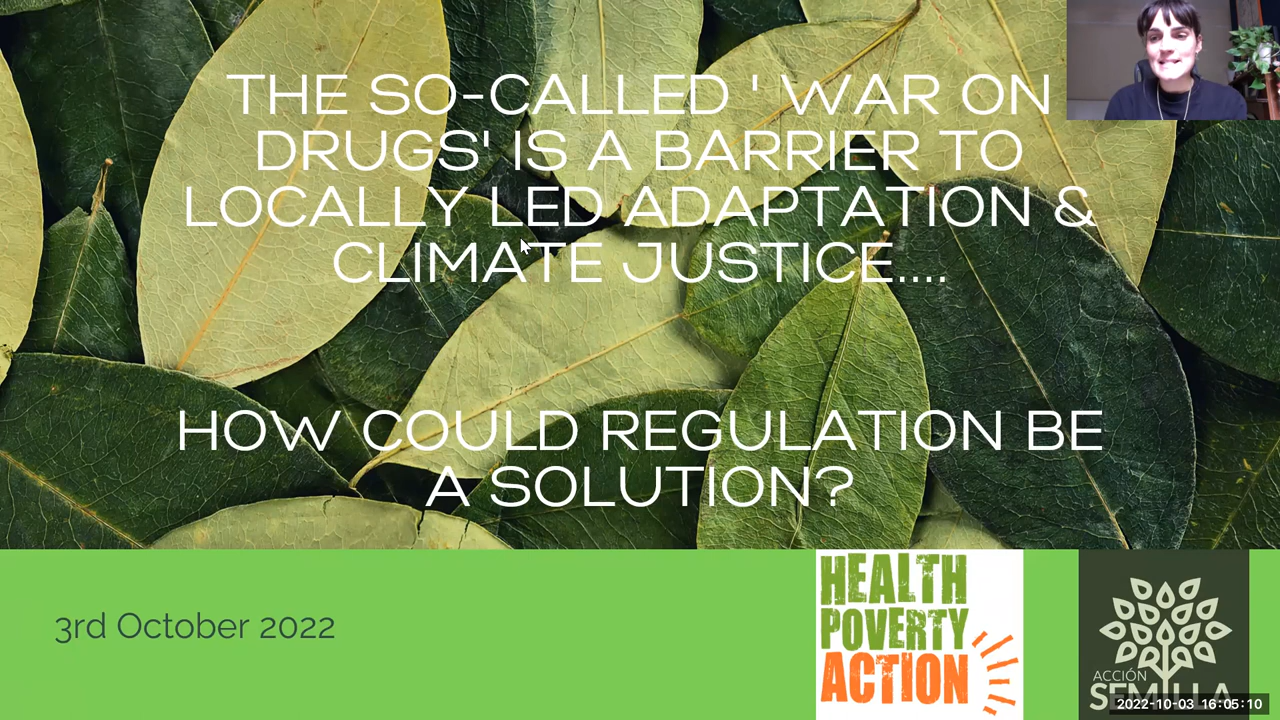 THE SO-CALLED ' WAR ON
DRUGS' IS A BARRIER TO
LOCALLY LED ADAPTATION &
CLIMATE JUSTICE....
HOW COULD REGULATION BE
A SOLUTION?
3rd October 2022
HEALTH
POVERTY
ACTION
ACCIÓN
SEMILLA
2022-10-03 16:05:10